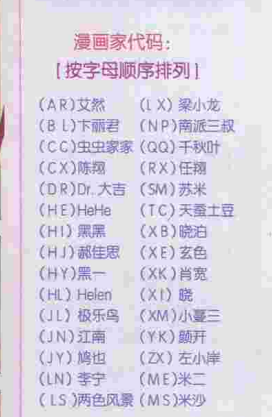 漫画家代码：
[按字母顺序排列]
(AR)艾然
(BL)卞丽君
(CC)虫虫家家
(CX)陈翔
(DR)Dr. 大吉
(HE)HeHe
(HI)黑黑
(HJ)郝佳思
(HY)黑一
(HL) Helen
(JL) 极乐鸟
(JN)江南
(JY)鸠也
(LN) 李宁
(LS)两色风景
(LX) 梁小龙
(NP)南派三叔
(QQ)千秋叶
(RX)任翔
(SM)苏米
(TC)天蚕土豆
(XB)晓泊
(XE)玄色
(XK)肖宽
(XI) 晓
(XM)小蔓三
(YK)颜开
(ZX) 左小岸
(ME)米二
(MS)米沙